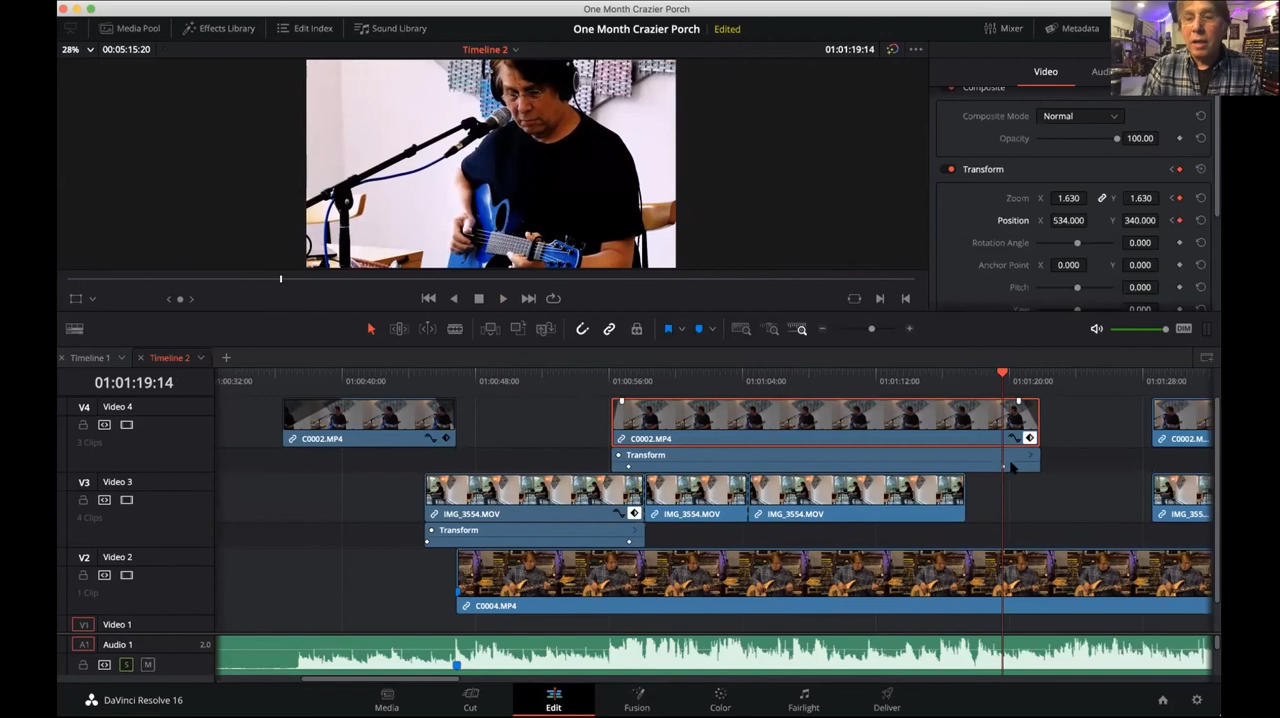 One Month Crazier Porch
Media Pool Effects Library Edit Index Sound Library One Month Crazier Porch Edited Mixer Metadata
28% 00:05:15:20 Timeline 2 01:01:19:14
Video
Composite
Composite Mode Normal
Opacity 100.00
Transform
Zoom X 1.630 Y 1.630
Position X 534.000 Y 340.000
Rotation Angle 0.000
Anchor Point X 0.000 Y 0.000
Pitch 0.000
DIM
Timeline 1 Timeline 2
01:01:19:14
:00:32:00 01:00:40:00 01:00:48:00 01:00:56:00 01:01:04:00 01:01:12:00 01:01:20:00 01:01:28:00
V4 Video 4
3 Clips
C0002.MP4 C0002.MP4 C0002.M...
Transform
V3 Video 3
4 Clips
IMG_3554.MOV IMG_3554.MOV IMG_3554.MOV IMG_355...
Transform
V2 Video 2
1 Clip
C0004.MP4
V1 Video 1
A1 Audio 1 2.0
S M
DaVinci Resolve 16 Media Cut Edit Fusion Color Fairlight Deliver